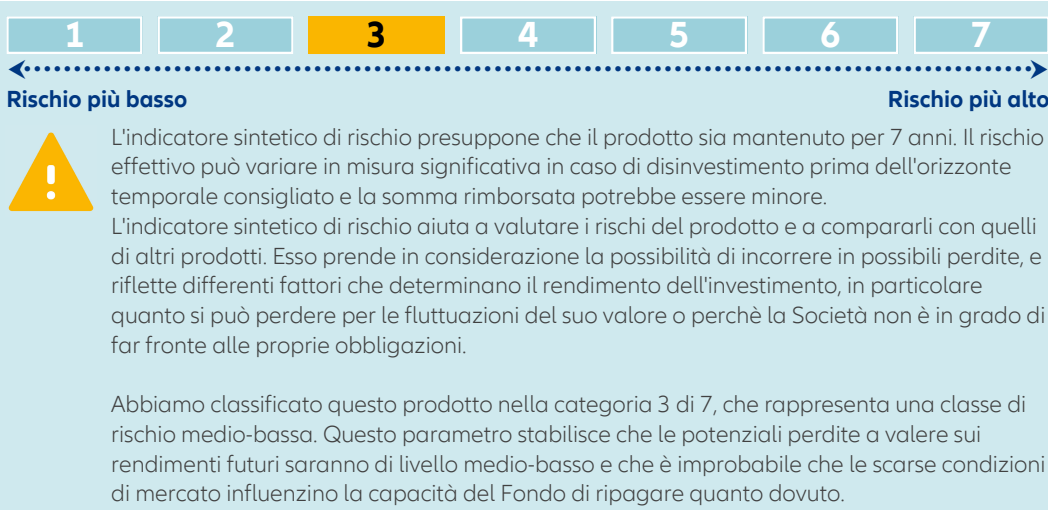 1 2 3 4 5 6 7
Rischio più basso Rischio più alto
L'indicatore sintetico di rischio presuppone che il prodotto sia mantenuto per 7 anni. Il rischio
effettivo può variare in misura significativa in caso di disinvestimento prima dell'orizzonte
temporale consigliato e la somma rimborsata potrebbe essere minore.
L'indicatore sintetico di rischio aiuta a valutare i rischi del prodotto e a compararli con quelli
di altri prodotti. Esso prende in considerazione la possibilità di incorrere in possibili perdite, e
riflette differenti fattori che determinano il rendimento dell'investimento, in particolare
quanto si può perdere per le fluttuazioni del suo valore o perchè la Società non è in grado di
far fronte alle proprie obbligazioni.
Abbiamo classificato questo prodotto nella categoria 3 di 7, che rappresenta una classe di
rischio medio-bassa. Questo parametro stabilisce che le potenziali perdite a valere sui
rendimenti futuri saranno di livello medio-basso e che è improbabile che le scarse condizioni
di mercato influenzino la capacità del Fondo di ripagare quanto dovuto.